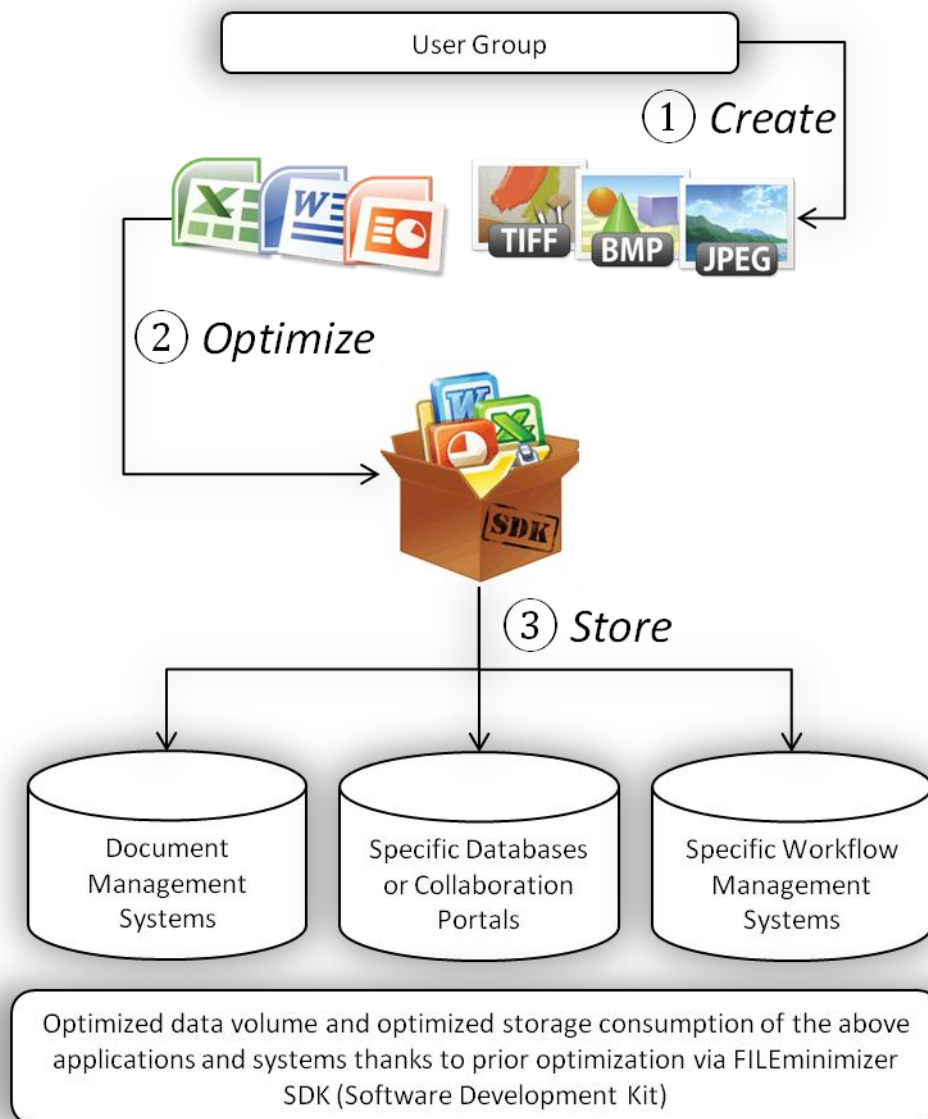 User Group
① Create
TIFF
BMP
JPEG
② Optimize
SDK
③ Store
Document
Management
Systems
Specific Databases
or Collaboration
Portals
Specific Workflow
Management
Systems
Optimized data volume and optimized storage consumption of the above
applications and systems thanks to prior optimization via FILEminimizer
SDK (Software Development Kit)